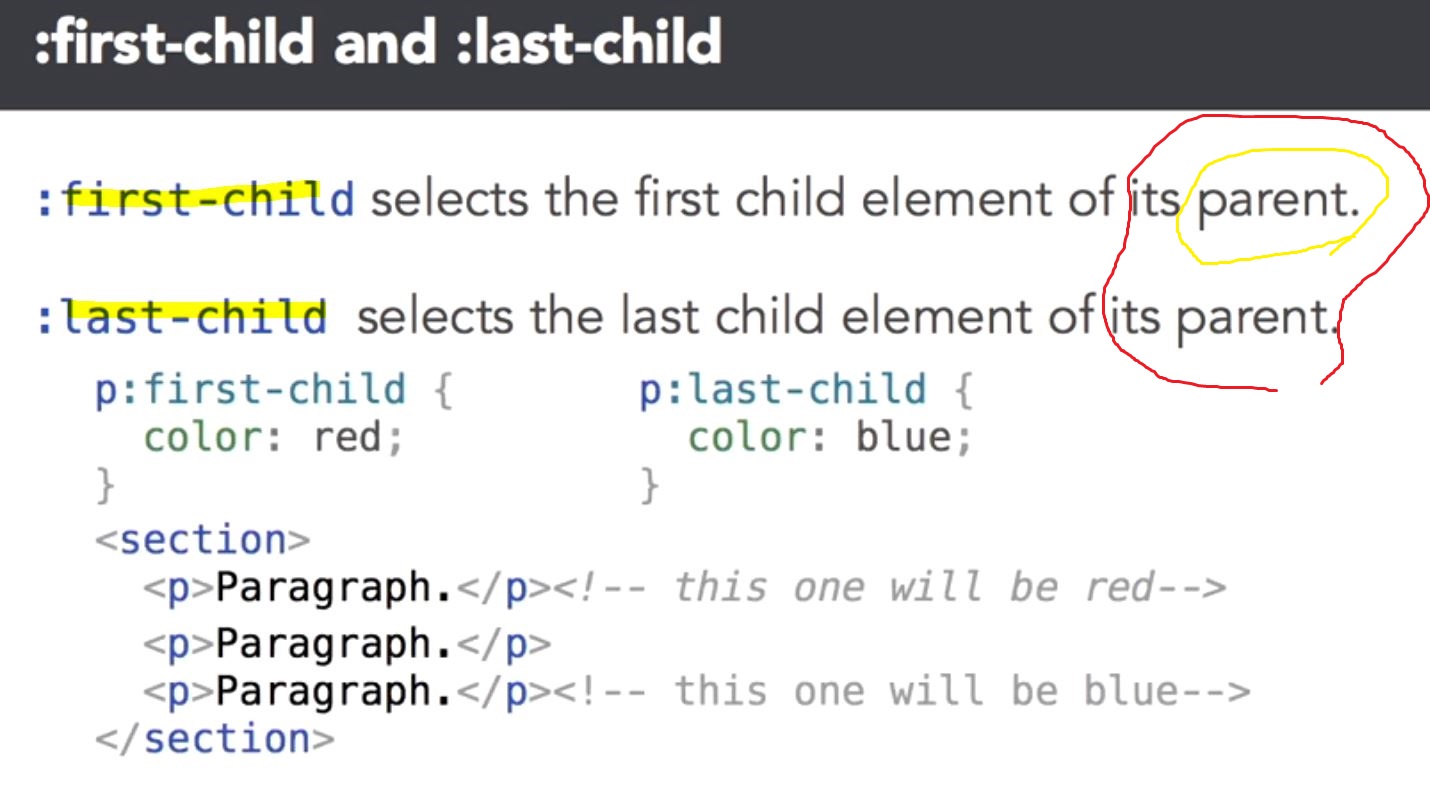 :first-child and :last-child
:first-child selects the first child element of its parent.
:last-child selects the last child element of its parent.
p:first-child {
color: red;
}
p:last-child {
color: blue;
}
<section>
<p>Paragraph.</p><!-- this one will be red-->
<p>Paragraph.</p>
<p>Paragraph.</p><!-- this one will be blue-->
</section>